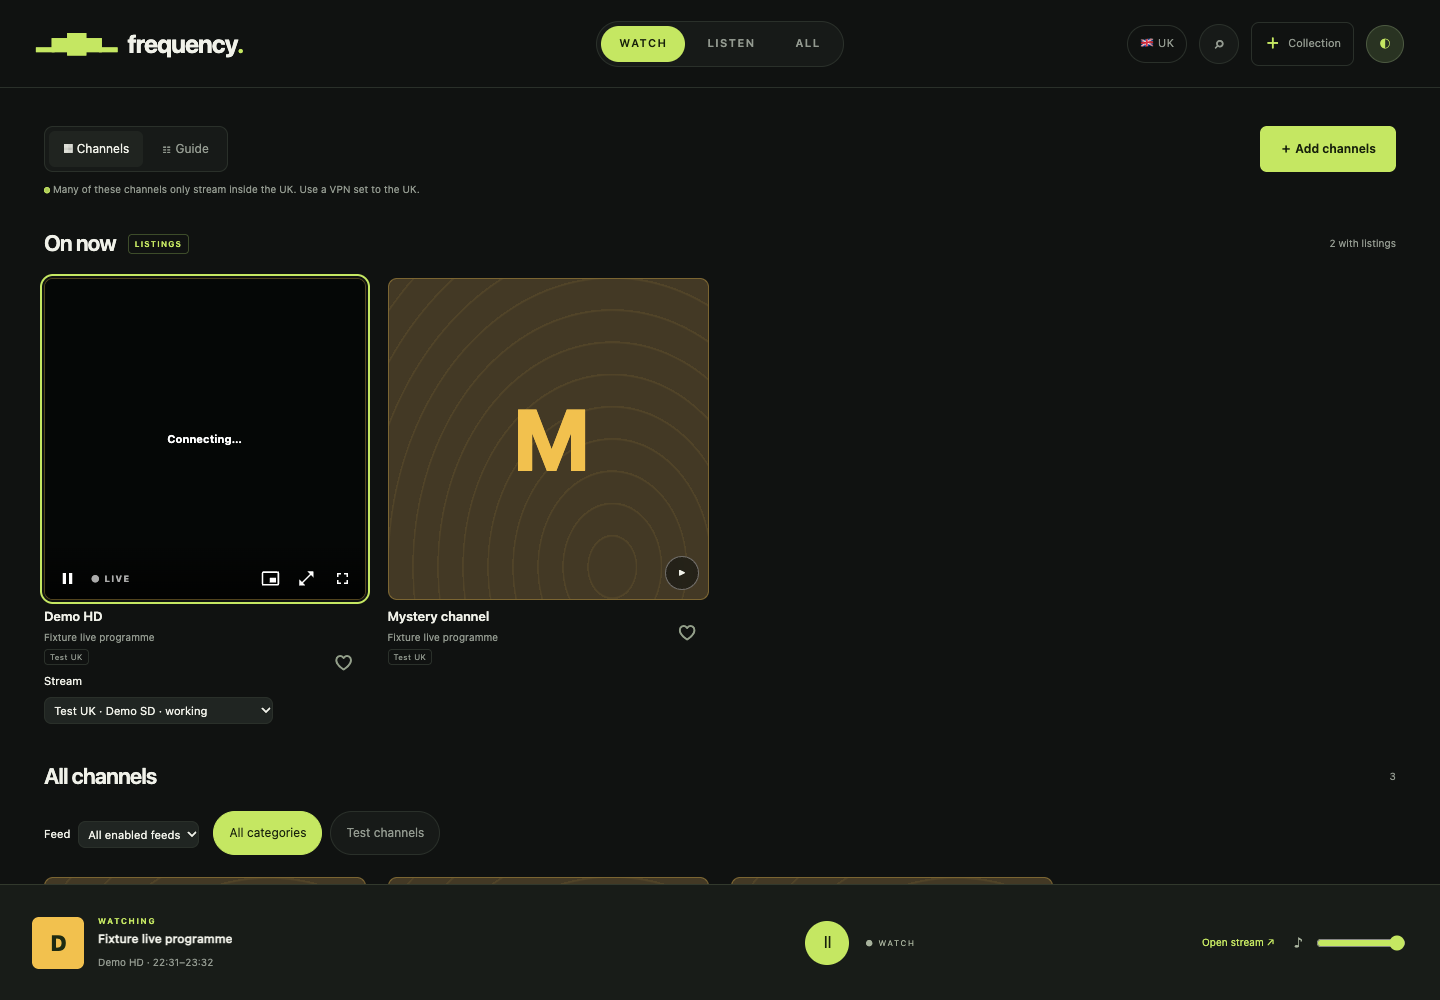 frequency.
WATCH
LISTEN
ALL
UK
+ Collection
Channels
Guide
+ Add channels
Many of these channels only stream inside the UK. Use a VPN set to the UK.
On now
LISTINGS
2 with listings
Connecting...
LIVE
M
Demo HD
Fixture live programme
Test UK
Stream
Test UK · Demo SD · working
Mystery channel
Fixture live programme
Test UK
All channels
3
Feed
All enabled feeds
All categories
Test channels
D
WATCHING
Fixture live programme
Demo HD · 22:31–23:32
WATCH
Open stream ↗